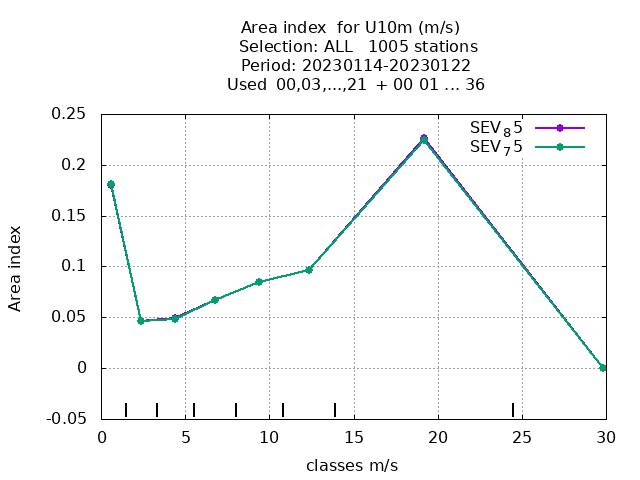 Area index  for U10m (m/s)
Selection: ALL   1005 stations
Period: 20230114-20230122
Used  00,03,...,21  + 00 01 ... 36
SEV₈5
SEV₇5
0.25
0.2
0.15
0.1
0.05
0
-0.05
Area index
0 5 10 15 20 25 30
classes m/s